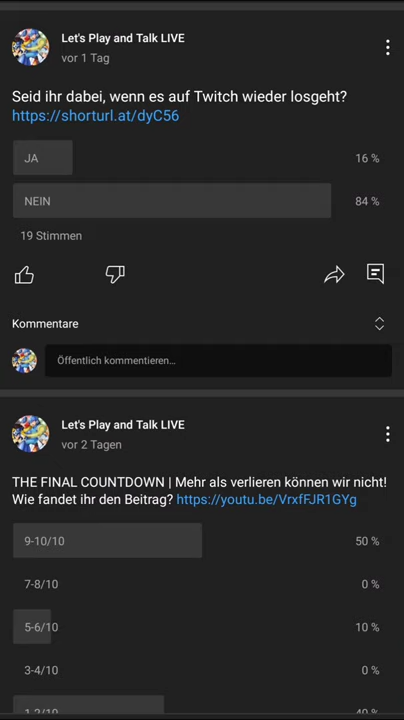 Let's Play and Talk LIVE
vor 1 Tag
Seid ihr dabei, wenn es auf Twitch wieder losgeht?
https://shorturl.at/dyC56
JA 16 %
NEIN 84 %
19 Stimmen
Kommentare
Öffentlich kommentieren...
Let's Play and Talk LIVE
vor 2 Tagen
THE FINAL COUNTDOWN | Mehr als verlieren können wir nicht!
Wie fandet ihr den Beitrag? https://youtu.be/VrxfFJR1GYg
9-10/10 50 %
7-8/10 0 %
5-6/10 10 %
3-4/10 0 %
1-2/10 40 %